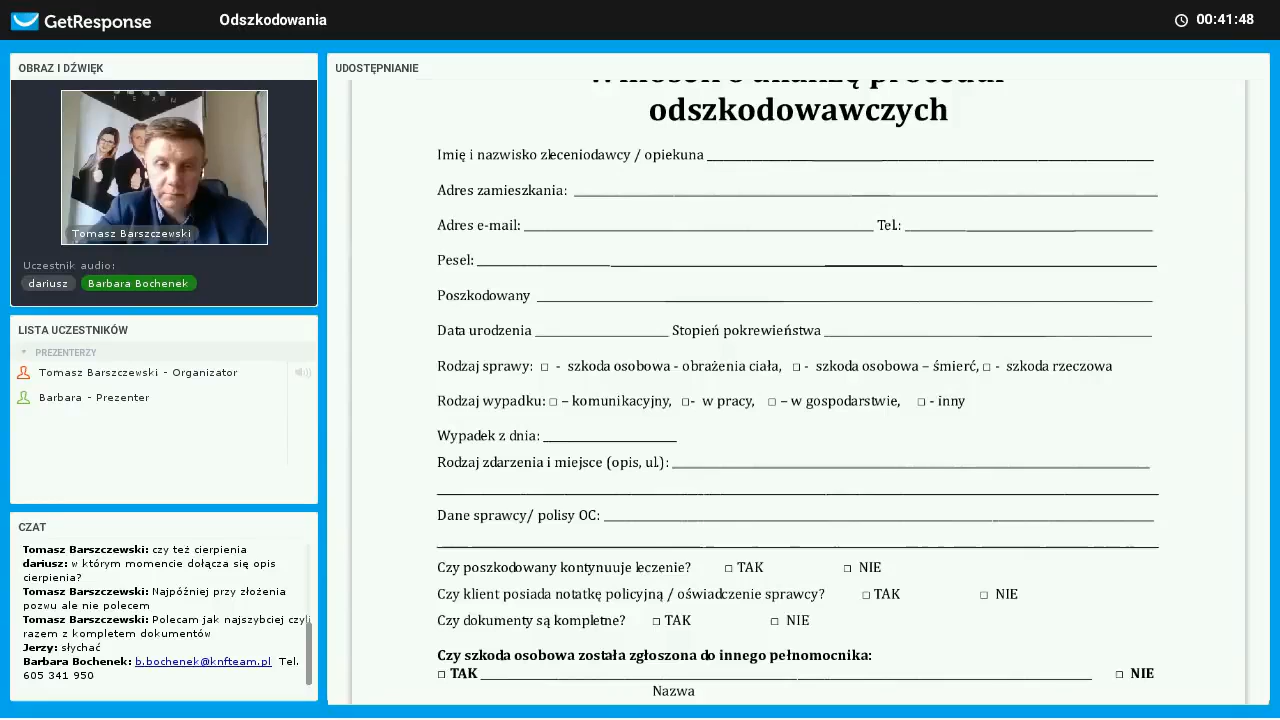 GetResponse
Odszkodowania
00:41:48
OBRAZ I DŹWIĘK
Tomasz Barszczewski
Uczestnik audio:
dariusz Barbara Bochenek
LISTA UCZESTNIKÓW
PREZENTERZY
Tomasz Barszczewski - Organizator
Barbara - Prezenter
CZAT
Tomasz Barszczewski: czy też cierpienia
dariusz: w którym momencie dołącza się opis
cierpienia?
Tomasz Barszczewski: Najpóźniej przy złożenia
pozwu ale nie polecem
Tomasz Barszczewski: Polecam jak najszybciej czyli
razem z kompletem dokumentów
Jerzy: słychać
Barbara Bochenek: b.bochenek@knfteam.pl Tel.
605 341 950
UDOSTĘPNIANIE
odszkodowawczych
Imię i nazwisko zleceniodawcy / opiekuna
Adres zamieszkania:
Adres e-mail: Tel.:
Pesel:
Poszkodowany
Data urodzenia Stopień pokrewieństwa
Rodzaj sprawy: □ - szkoda osobowa - obrażenia ciała, □ - szkoda osobowa – śmierć, □ - szkoda rzeczowa
Rodzaj wypadku: □ – komunikacyjny, □- w pracy, □ – w gospodarstwie, □ - inny
Wypadek z dnia:
Rodzaj zdarzenia i miejsce (opis, ul.):
Dane sprawcy/ polisy OC:
Czy poszkodowany kontynuuje leczenie? □ TAK □ NIE
Czy klient posiada notatkę policyjną / oświadczenie sprawcy? □ TAK □ NIE
Czy dokumenty są kompletne? □ TAK □ NIE
Czy szkoda osobowa została zgłoszona do innego pełnomocnika:
□ TAK □ NIE
Nazwa